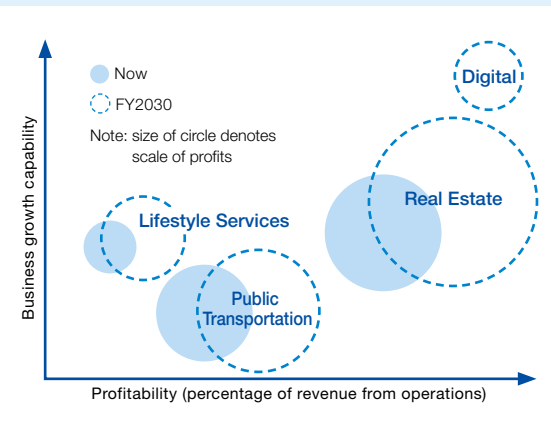 Now
FY2030
Note: size of circle denotes
scale of profits
Digital
Real Estate
Lifestyle Services
Public
Transportation
Business growth capability
Profitability (percentage of revenue from operations)